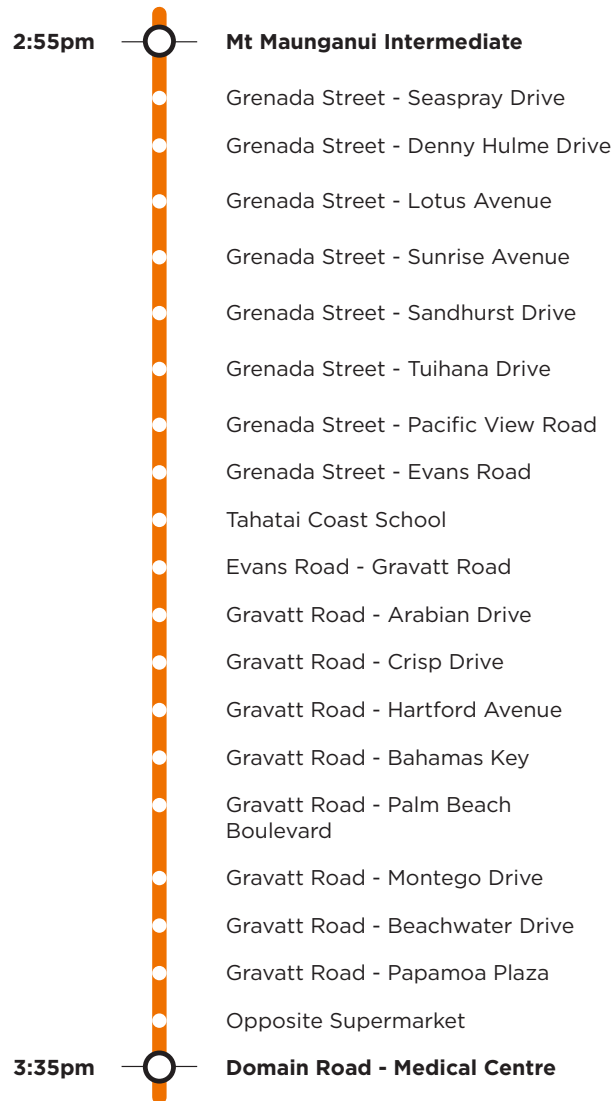 2:55pm Mt Maunganui Intermediate
Grenada Street - Seaspray Drive
Grenada Street - Denny Hulme Drive
Grenada Street - Lotus Avenue
Grenada Street - Sunrise Avenue
Grenada Street - Sandhurst Drive
Grenada Street - Tuihana Drive
Grenada Street - Pacific View Road
Grenada Street - Evans Road
Tahatai Coast School
Evans Road - Gravatt Road
Gravatt Road - Arabian Drive
Gravatt Road - Crisp Drive
Gravatt Road - Hartford Avenue
Gravatt Road - Bahamas Key
Gravatt Road - Palm Beach
Boulevard
Gravatt Road - Montego Drive
Gravatt Road - Beachwater Drive
Gravatt Road - Papamoa Plaza
Opposite Supermarket
3:35pm Domain Road - Medical Centre